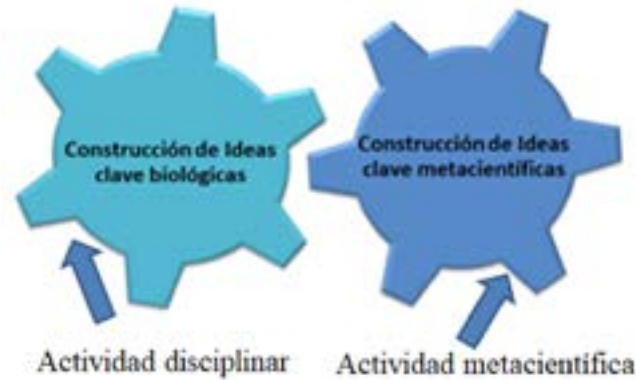 Construcción de Ideas
clave biológicas
Construcción de Ideas
clave metacientíficas
Actividad disciplinar
Actividad metacientífica